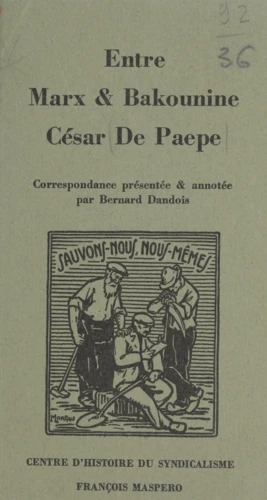 92
36
Entre
Marx & Bakounine
César De Paepe
Correspondance présentée & annotée
par Bernard Dandois
SAUVONS-NOUS, NOUS-MÊMES
CENTRE D'HISTOIRE DU SYNDICALISME
FRANÇOIS MASPERO